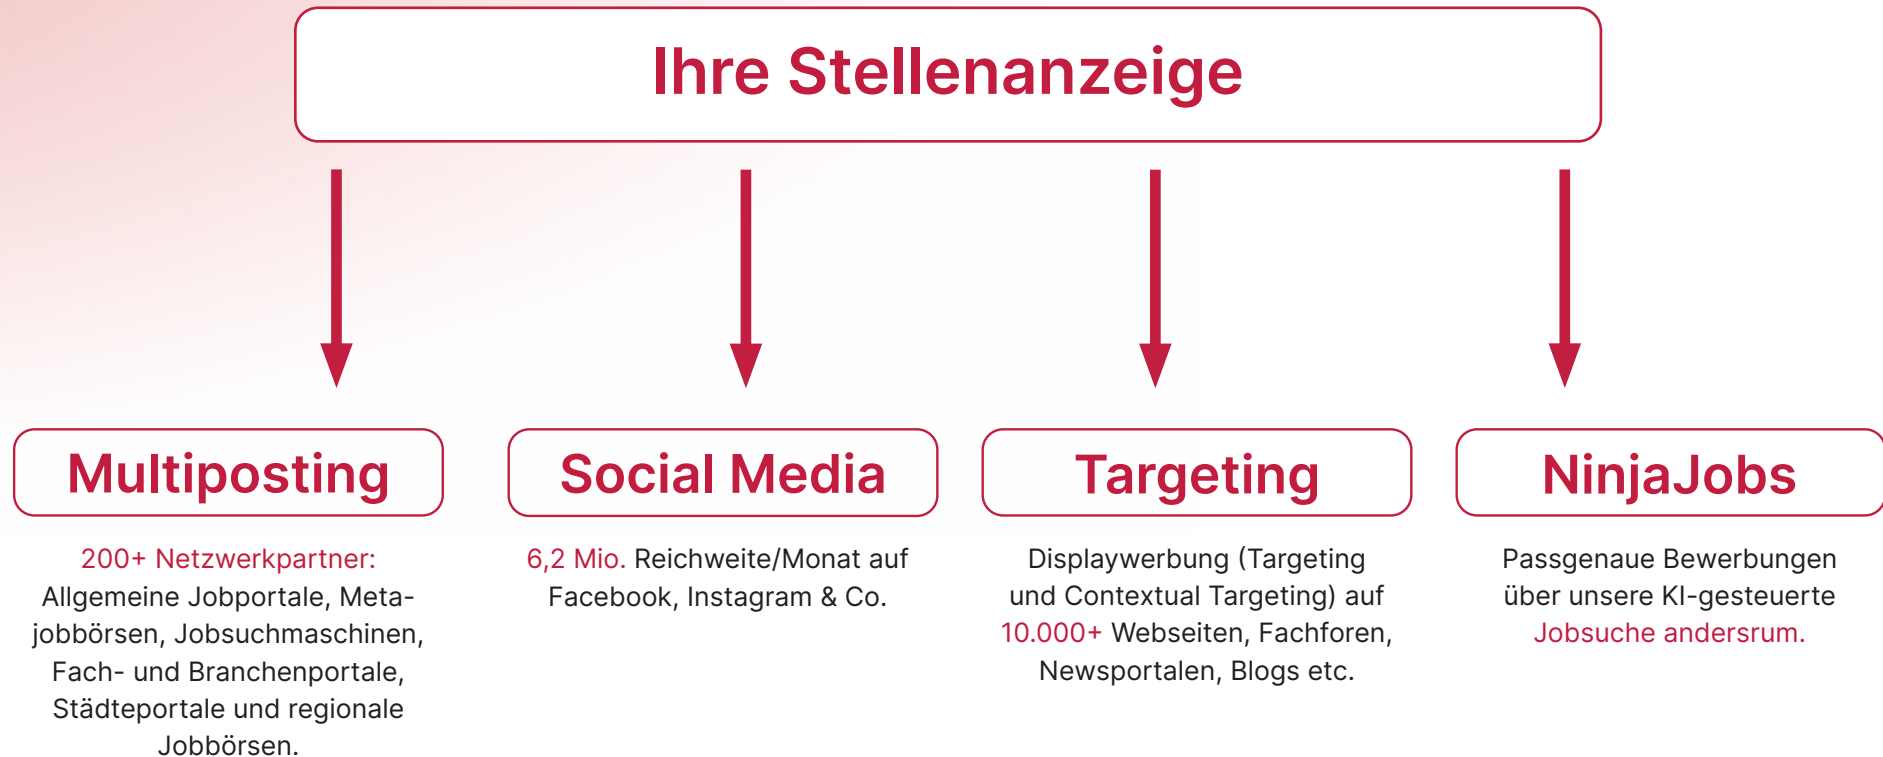 Ihre Stellenanzeige
Multiposting
200+ Netzwerkpartner:
Allgemeine Jobportale, Meta-
jobbörsen, Jobsuchmaschinen,
Fach- und Branchenportale,
Städteportale und regionale
Jobbörsen.
Social Media
6,2 Mio. Reichweite/Monat auf
Facebook, Instagram & Co.
Targeting
Displaywerbung (Targeting
und Contextual Targeting) auf
10.000+ Webseiten, Fachforen,
Newsportalen, Blogs etc.
NinjaJobs
Passgenaue Bewerbungen
über unsere KI-gesteuerte
Jobsuche andersrum.